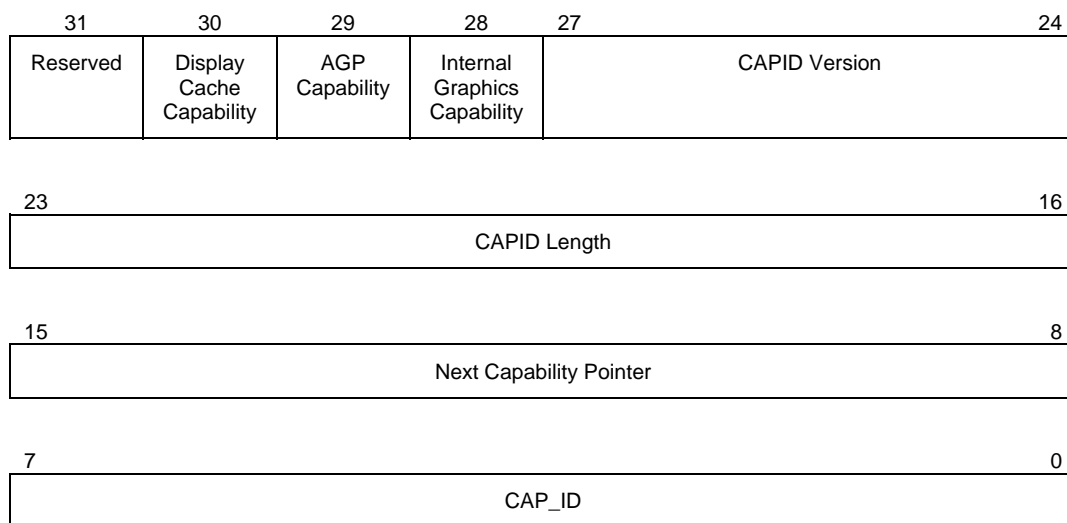 31 30 29 28 27 24
Reserved Display AGP Internal CAPID Version
Cache Capability Graphics
Capability Capability
23 16
CAPID Length
15 8
Next Capability Pointer
7 0
CAP_ID